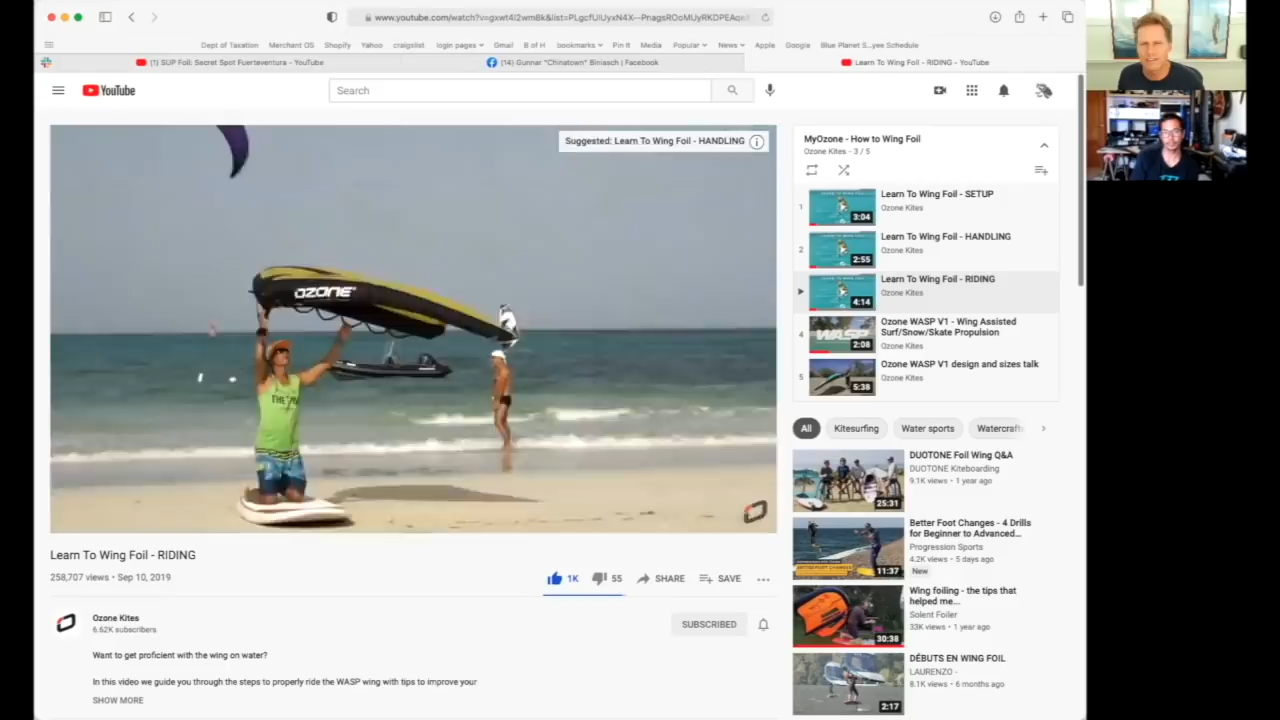 www.youtube.com/watch?v=gxwt4l2wm8k&list=PLgcfUlUyxN4X--PnagsROoMUyRKDPEAqe
Dept of Taxation Merchant OS Shopify Yahoo craigslist login pages Gmail B of H bookmarks Pin It Media Popular News Apple Google Blue Planet S...yee Schedule
(1) SUP Foil: Secret Spot Fuerteventura - YouTube
(14) Gunnar "Chinatown" Biniasch | Facebook
Learn To Wing Foil - RIDING - YouTube
YouTube
Search
Suggested: Learn To Wing Foil - HANDLING
OZONE
Learn To Wing Foil - RIDING
258,707 views • Sep 10, 2019
1K 55 SHARE SAVE
Ozone Kites
6.62K subscribers
SUBSCRIBED
Want to get proficient with the wing on water?
In this video we guide you through the steps to properly ride the WASP wing with tips to improve your
SHOW MORE
MyOzone - How to Wing Foil
Ozone Kites - 3 / 5
1
3:04
Learn To Wing Foil - SETUP
Ozone Kites
2
2:55
Learn To Wing Foil - HANDLING
Ozone Kites
4:14
Learn To Wing Foil - RIDING
Ozone Kites
4
WASP
2:08
Ozone WASP V1 - Wing Assisted
Surf/Snow/Skate Propulsion
Ozone Kites
5
5:38
Ozone WASP V1 design and sizes talk
Ozone Kites
All Kitesurfing Water sports Watercrafts
25:31
DUOTONE Foil Wing Q&A
DUOTONE Kiteboarding
9.1K views • 1 year ago
11:37
Better Foot Changes - 4 Drills
for Beginner to Advanced...
Progression Sports
4.2K views • 5 days ago
New
30:38
Wing foiling - the tips that
helped me...
Solent Foiler
33K views • 1 year ago
2:17
DÉBUTS EN WING FOIL
LAURENZO -
8.1K views • 6 months ago